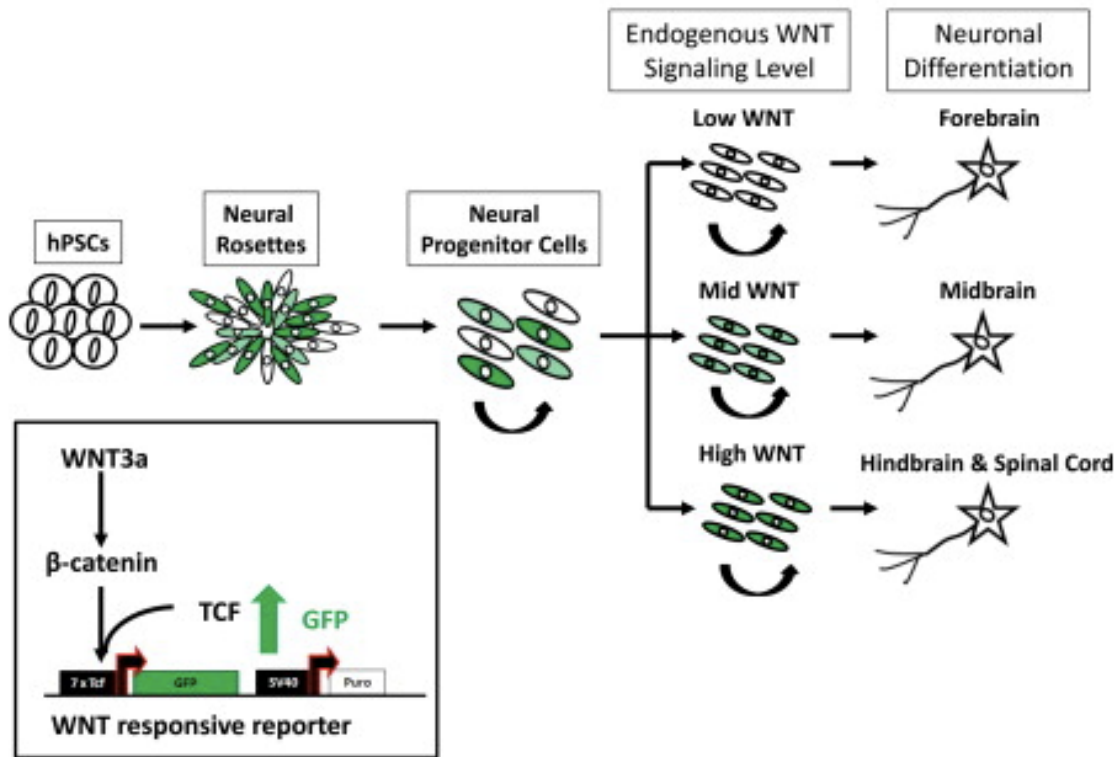 Endogenous WNT
Signaling Level
Neuronal
Differentiation
Low WNT
Forebrain
hPSCs
Neural
Rosettes
Neural
Progenitor Cells
Mid WNT
Midbrain
High WNT
Hindbrain & Spinal Cord
WNT3a
β-catenin
TCF
GFP
7 x Tcf
GFP
SV40
Puro
WNT responsive reporter